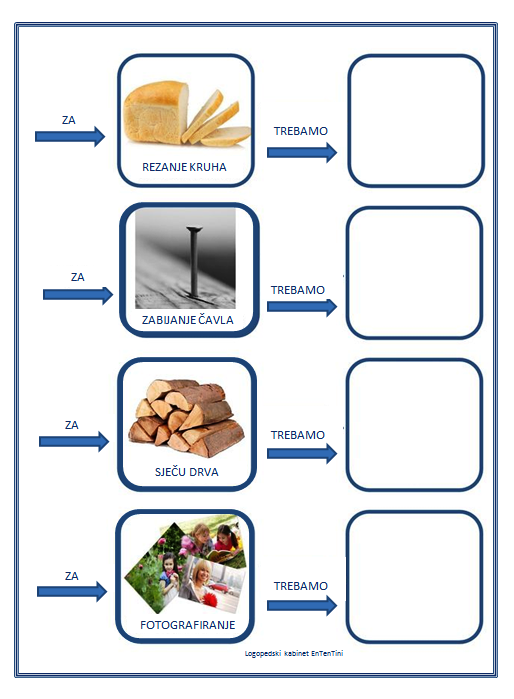 ZA
REZANJE KRUHA
TREBAMO
ZA
ZABIJANJE ČAVLA
TREBAMO
ZA
SJEČU DRVA
TREBAMO
ZA
FOTOGRAFIRANJE
TREBAMO
Logopedski kabinet EnTenTini